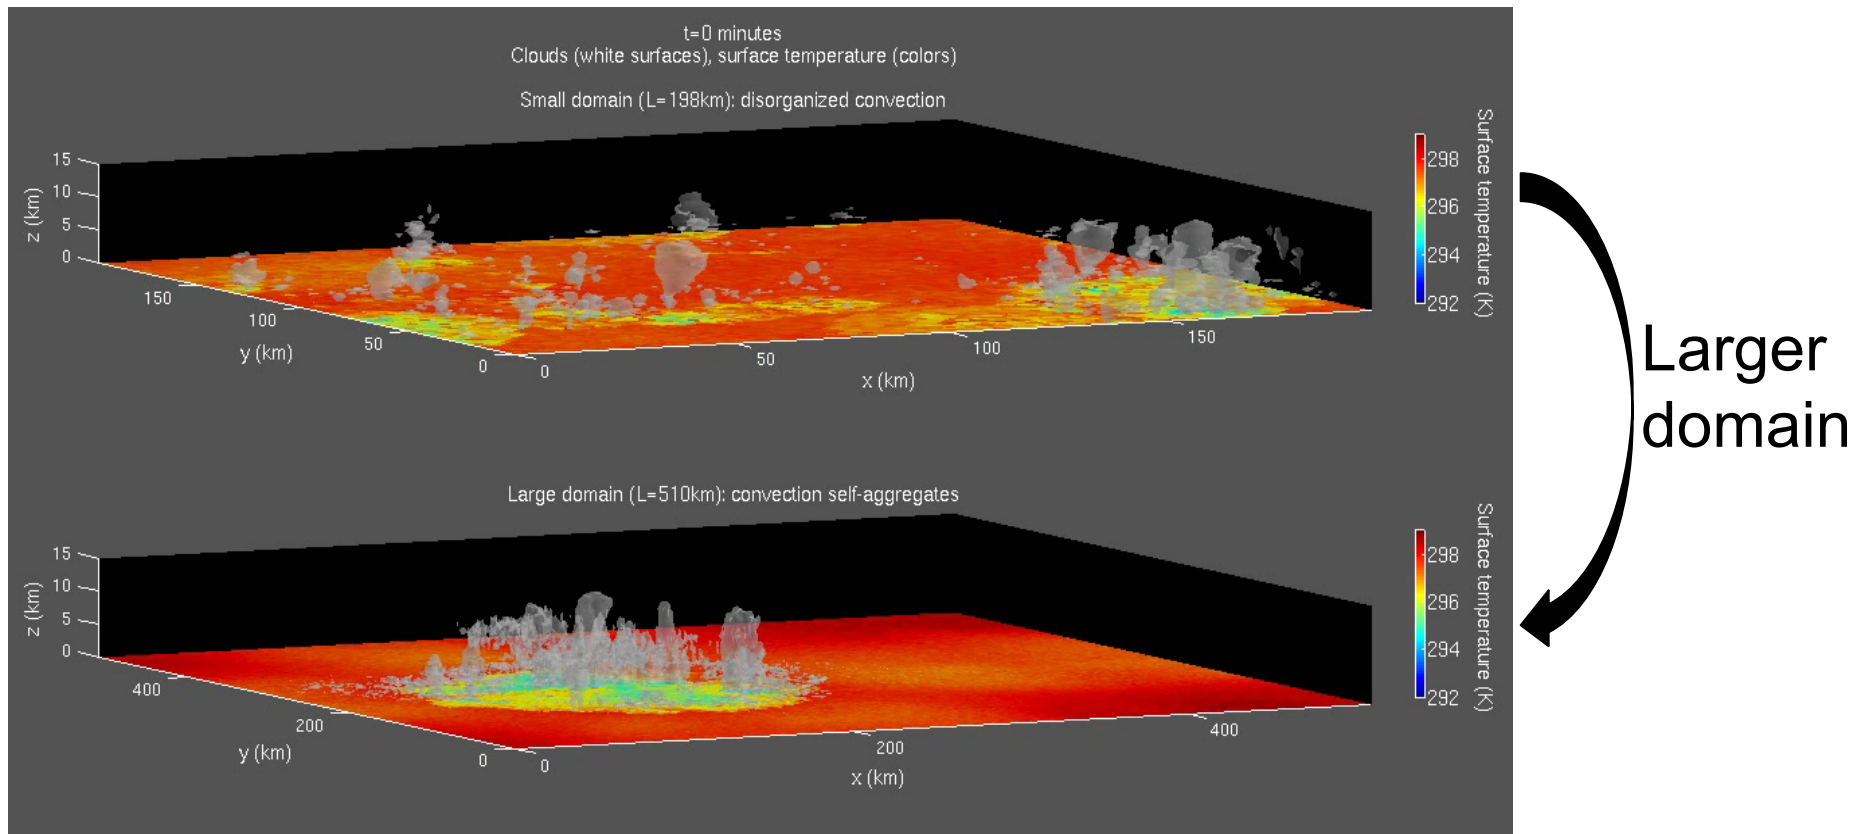 t=0 minutes
Clouds (white surfaces), surface temperature (colors)
Small domain (L=198km): disorganized convection
15
10
5
0
z (km)
150
100
50
0
y (km)
0
50
100
150
x (km)
298
296
294
292
Surface temperature (K)
Larger
domain
Large domain (L=510km): convection self-aggregates
15
10
5
0
z (km)
400
200
0
y (km)
0
200
400
x (km)
298
296
294
292
Surface temperature (K)